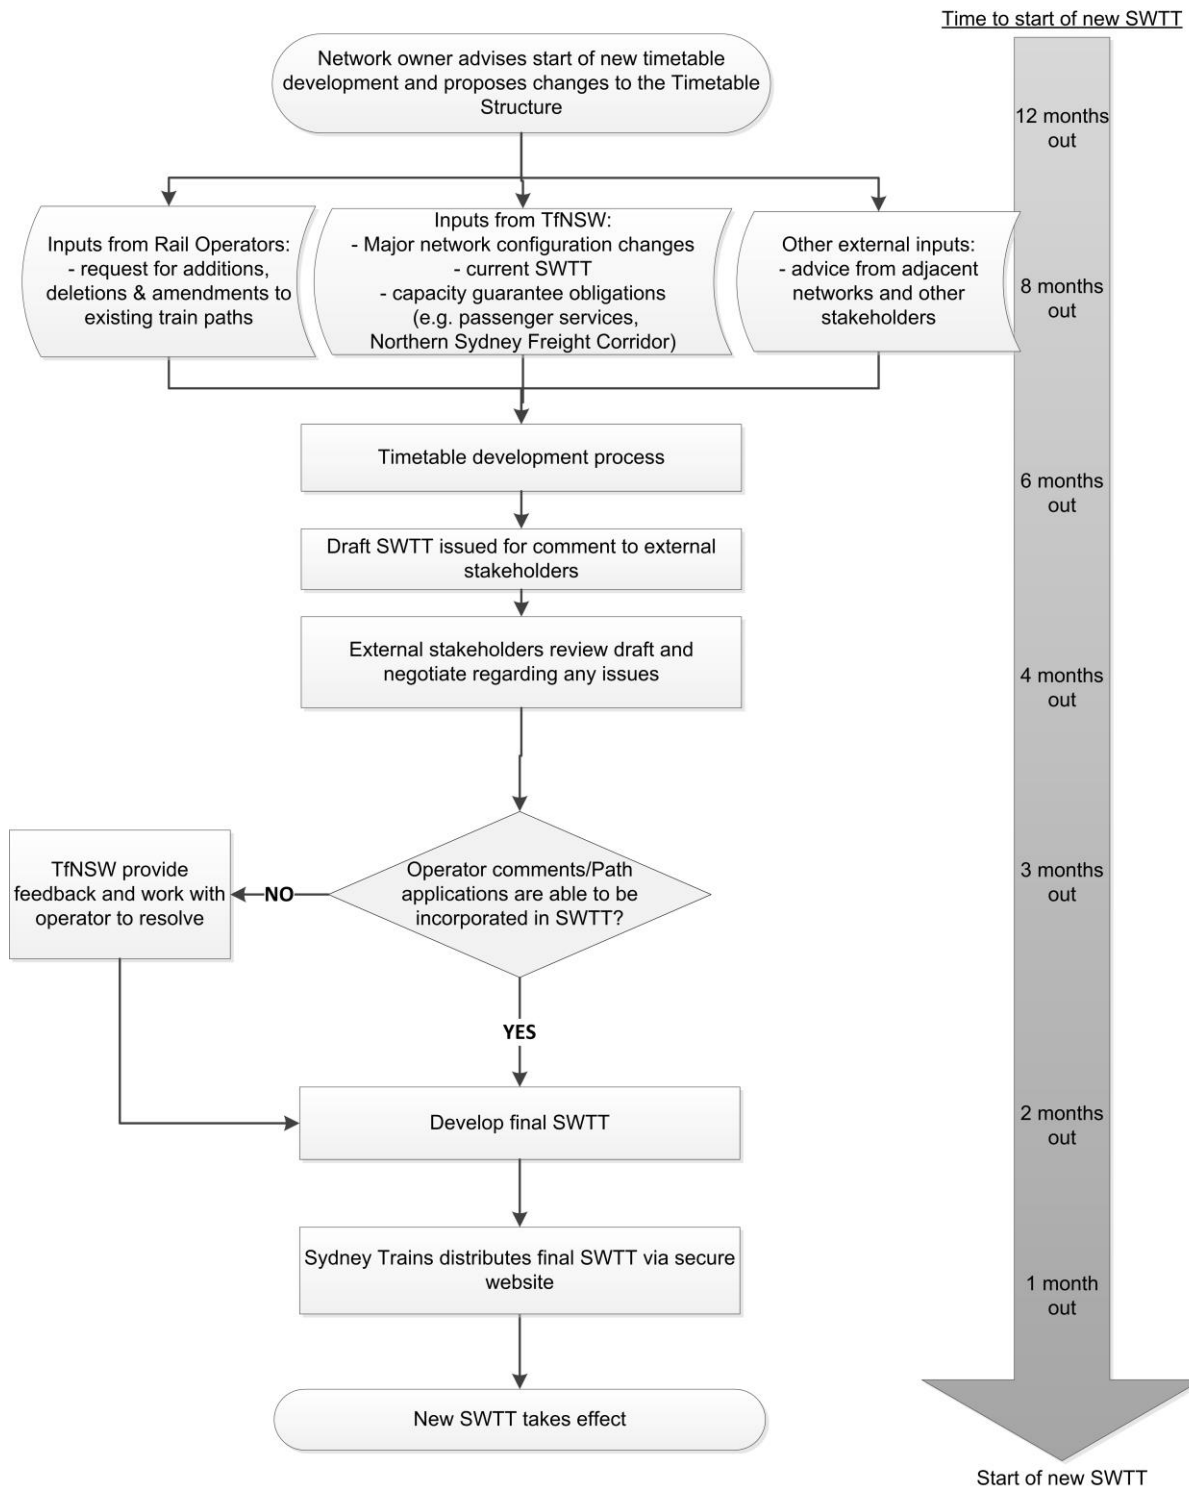 Time to start of new SWTT
Network owner advises start of new timetable
development and proposes changes to the Timetable
Structure
12 months
out
Inputs from Rail Operators:
- request for additions,
deletions & amendments to
existing train paths
Inputs from TfNSW:
- Major network configuration changes
- current SWTT
- capacity guarantee obligations
(e.g. passenger services,
Northern Sydney Freight Corridor)
Other external inputs:
- advice from adjacent
networks and other
stakeholders
8 months
out
Timetable development process
6 months
out
Draft SWTT issued for comment to external
stakeholders
External stakeholders review draft and
negotiate regarding any issues
4 months
out
TfNSW provide
feedback and work with
operator to resolve
NO
Operator comments/Path
applications are able to be
incorporated in SWTT?
3 months
out
YES
Develop final SWTT
2 months
out
Sydney Trains distributes final SWTT via secure
website
1 month
out
New SWTT takes effect
Start of new SWTT